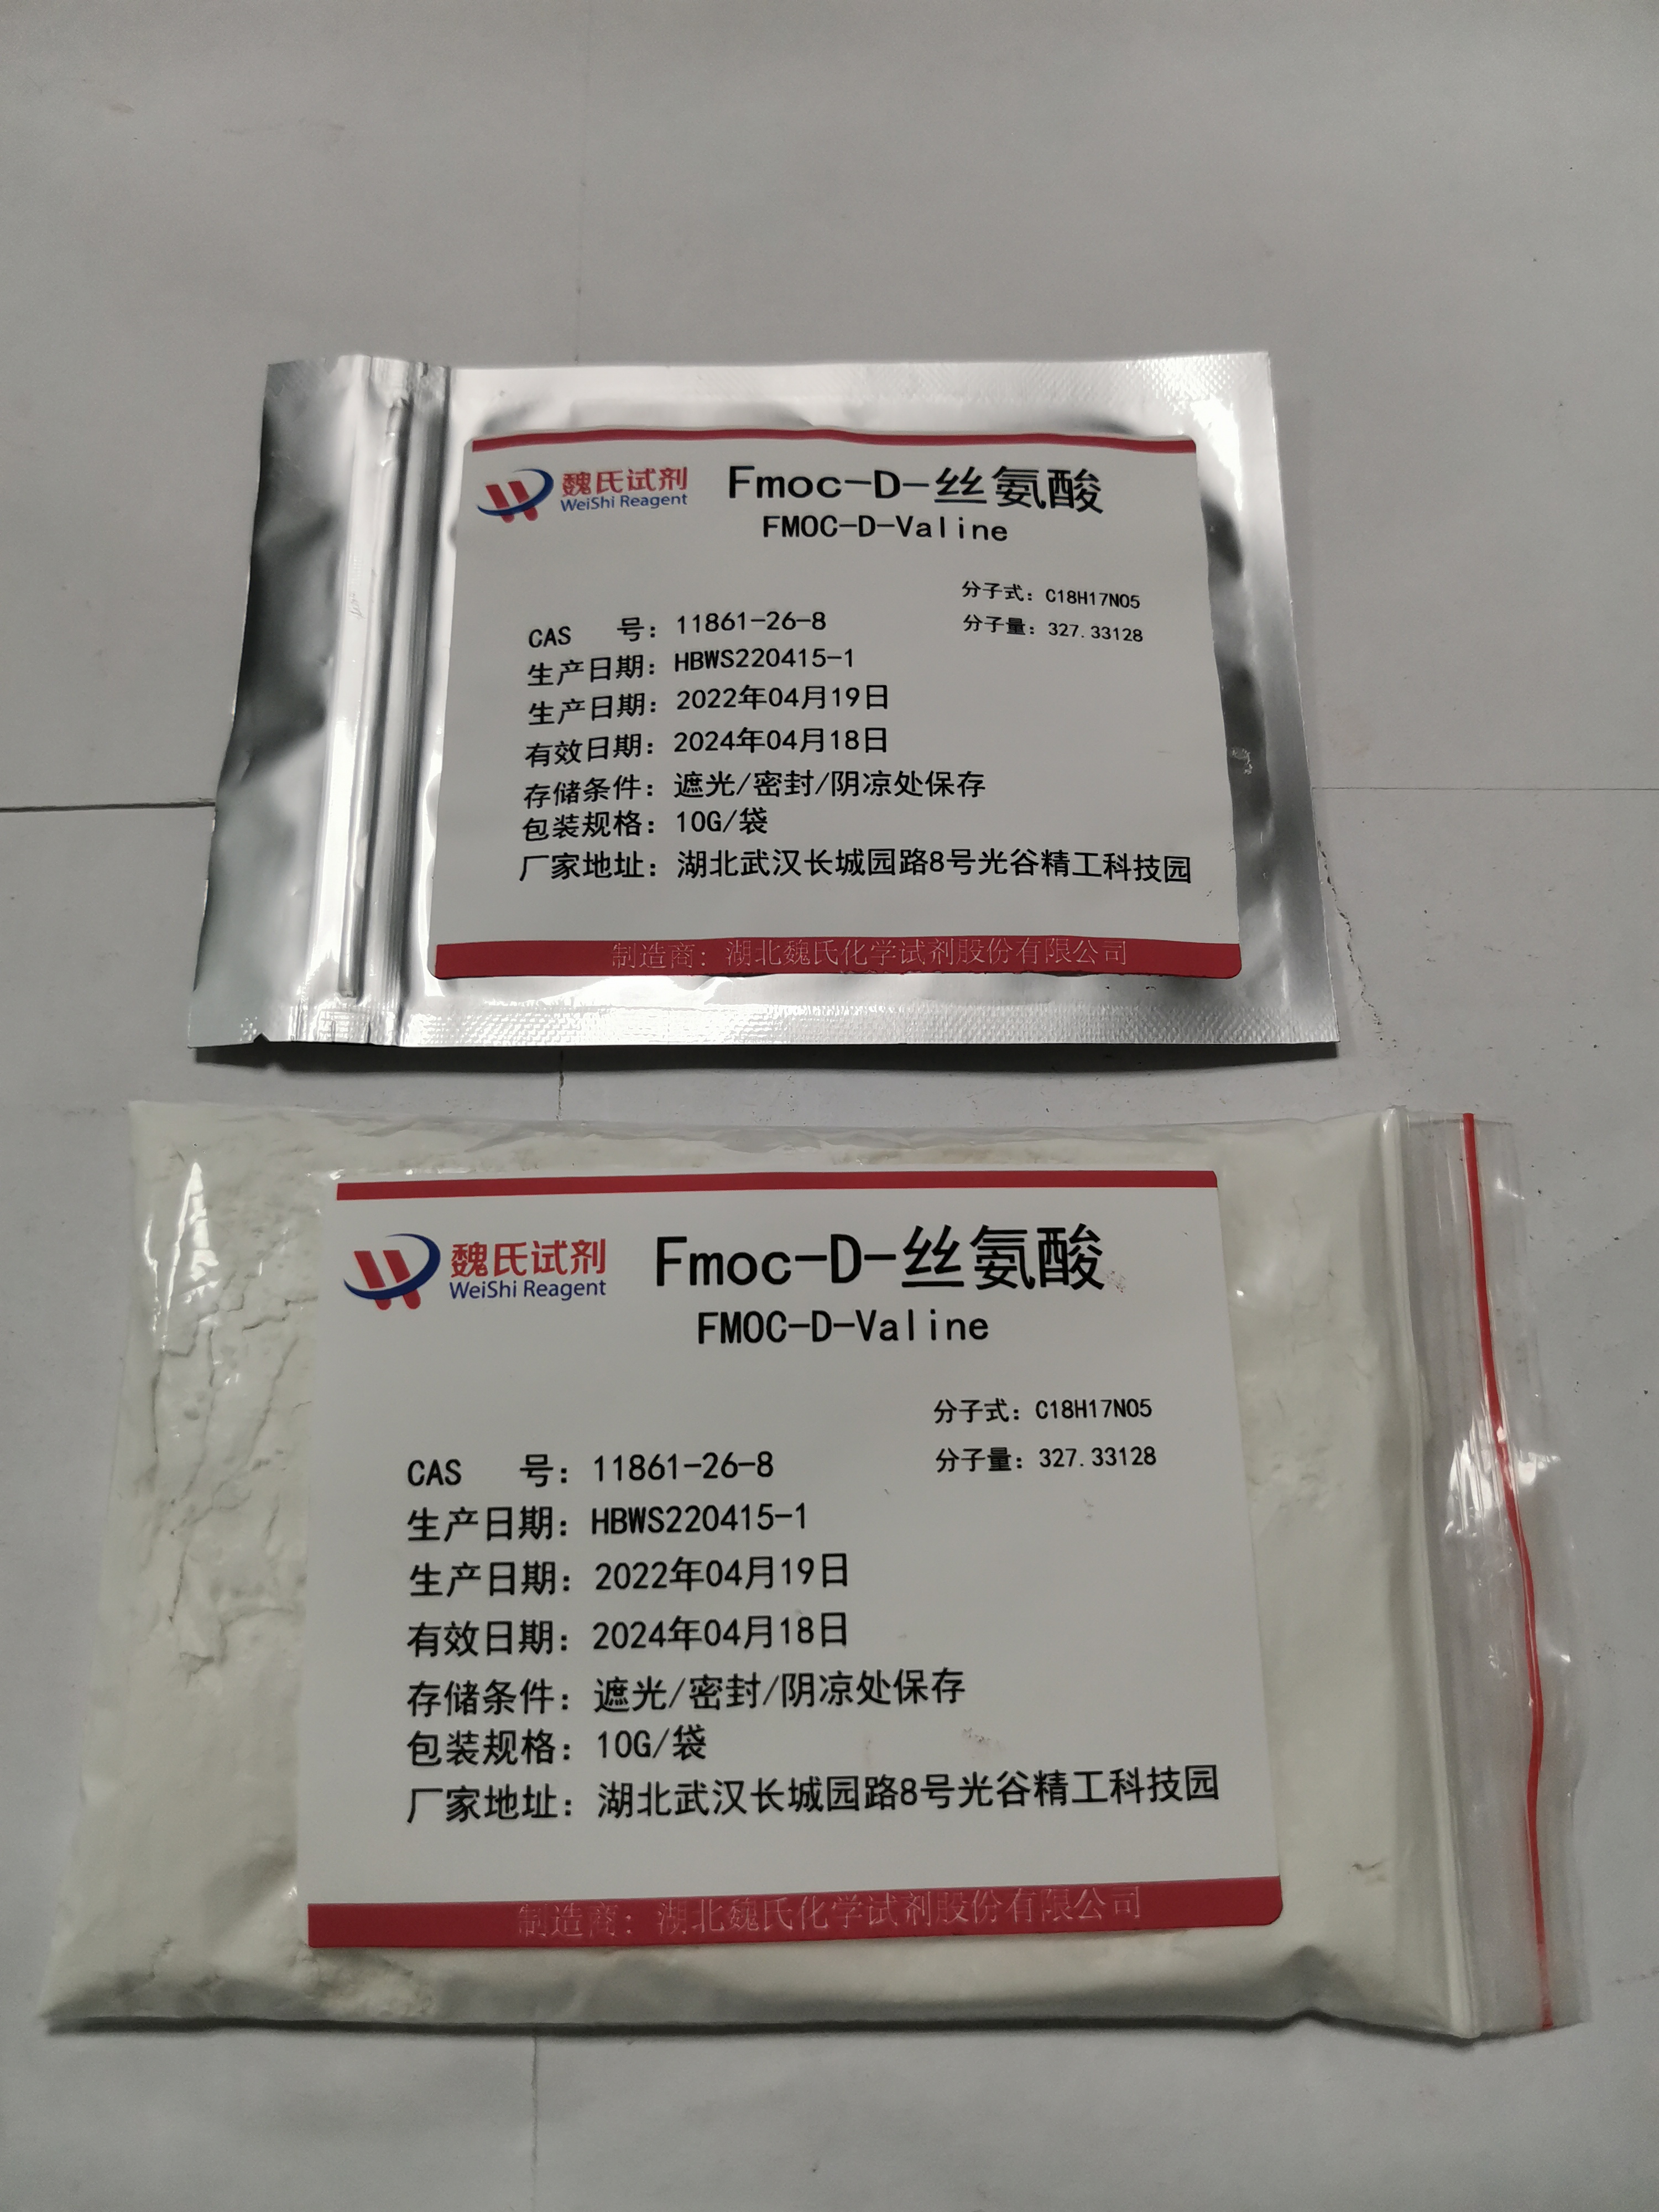 魏氏试剂
WeiShi Reagent
Fmoc-D-丝氨酸
FMOC-D-Valine
分子式：C18H17NO5
分子量：327.33128
CAS 号：11861-26-8
生产日期：HBWS220415-1
生产日期：2022年04月19日
有效日期：2024年04月18日
存储条件：遮光/密封/阴凉处保存
包装规格：10G/袋
厂家地址：湖北武汉长城园路8号光谷精工科技园
制造商：湖北魏氏化学试剂股份有限公司
魏氏试剂
WeiShi Reagent
Fmoc-D-丝氨酸
FMOC-D-Valine
分子式：C18H17NO5
分子量：327.33128
CAS 号：11861-26-8
生产日期：HBWS220415-1
生产日期：2022年04月19日
有效日期：2024年04月18日
存储条件：遮光/密封/阴凉处保存
包装规格：10G/袋
厂家地址：湖北武汉长城园路8号光谷精工科技园
制造商：湖北魏氏化学试剂股份有限公司